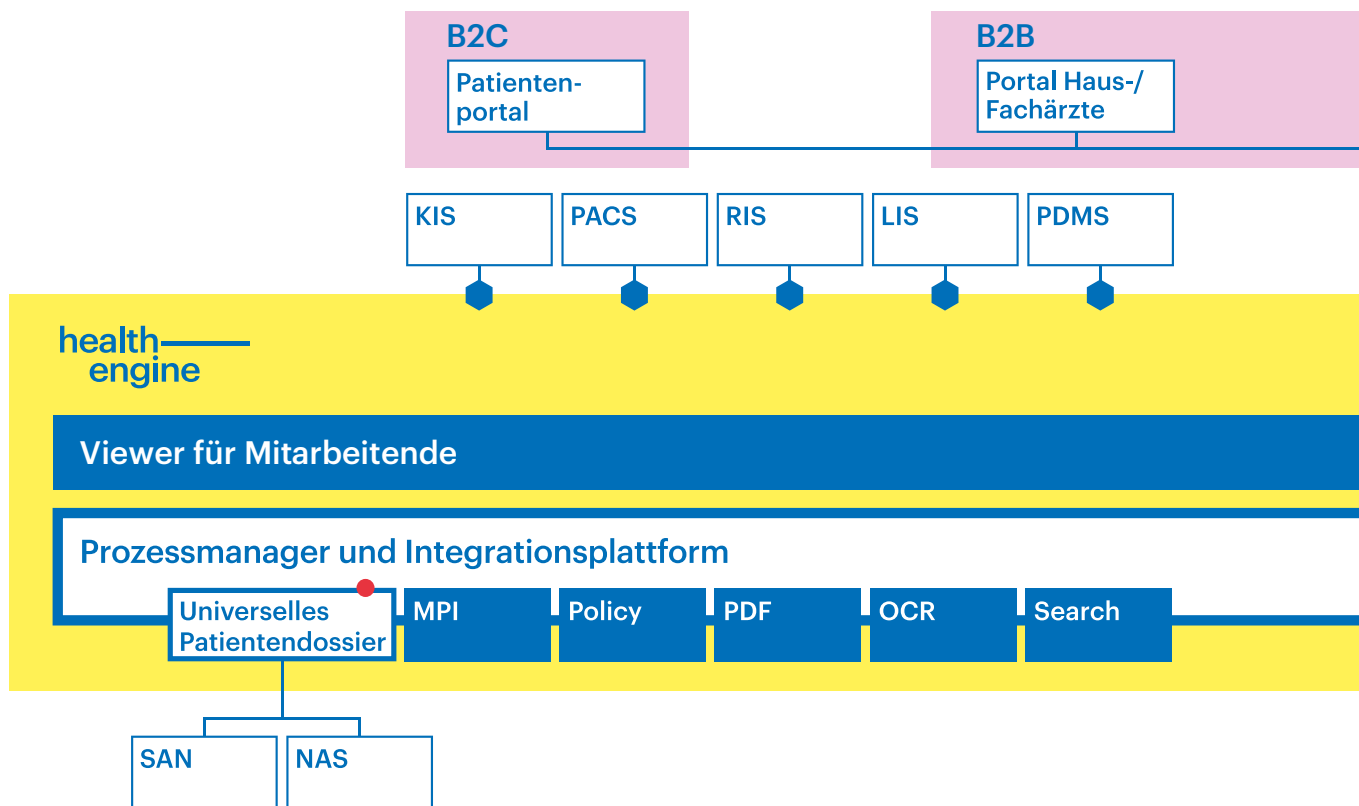 B2C
B2B
Patienten-
portal
Portal Haus-/
Fachärzte
KIS
PACS
RIS
LIS
PDMS
health
engine
Viewer für Mitarbeitende
Prozessmanager und Integrationsplattform
Universelles
Patientendossier
MPI
Policy
PDF
OCR
Search
SAN
NAS